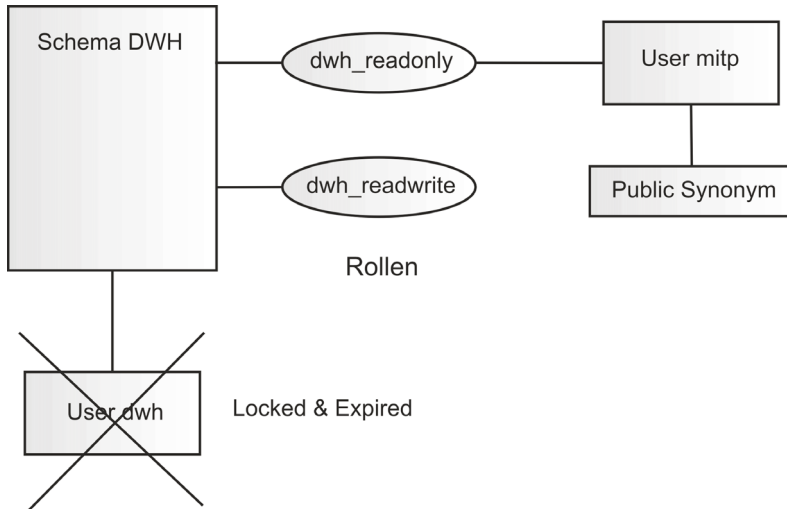 Schema DWH
dwh_readonly
User mitp
dwh_readwrite
Public Synonym
Rollen
User dwh
Locked & Expired